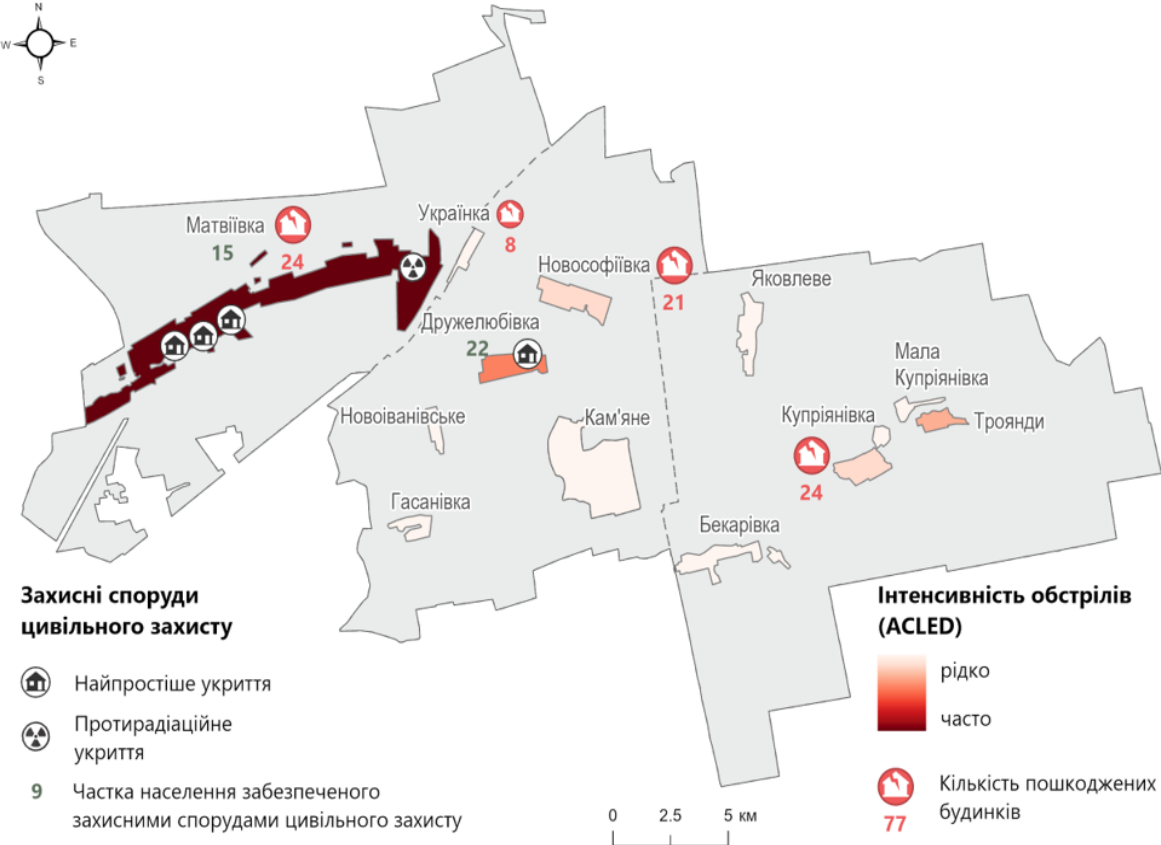 N
W
E
S
Українка
Матвіївка
8
15
24
Новософіївка
Яковлеве
21
Дружелюбівка
22
Мала
Купріянівка
Новоіванівське
Кам'яне
Купріянівка
Троянди
24
Гасанівка
Бекарівка
Захисні споруди
цивільного захисту
Найпростіше укриття
Протирадіаційне
укриття
9
Частка населення забезпеченого
захисними спорудами цивільного захисту
0 2.5 5 км
Інтенсивність обстрілів
(ACLED)
рідко
часто
Кількість пошкоджених
будинків
77